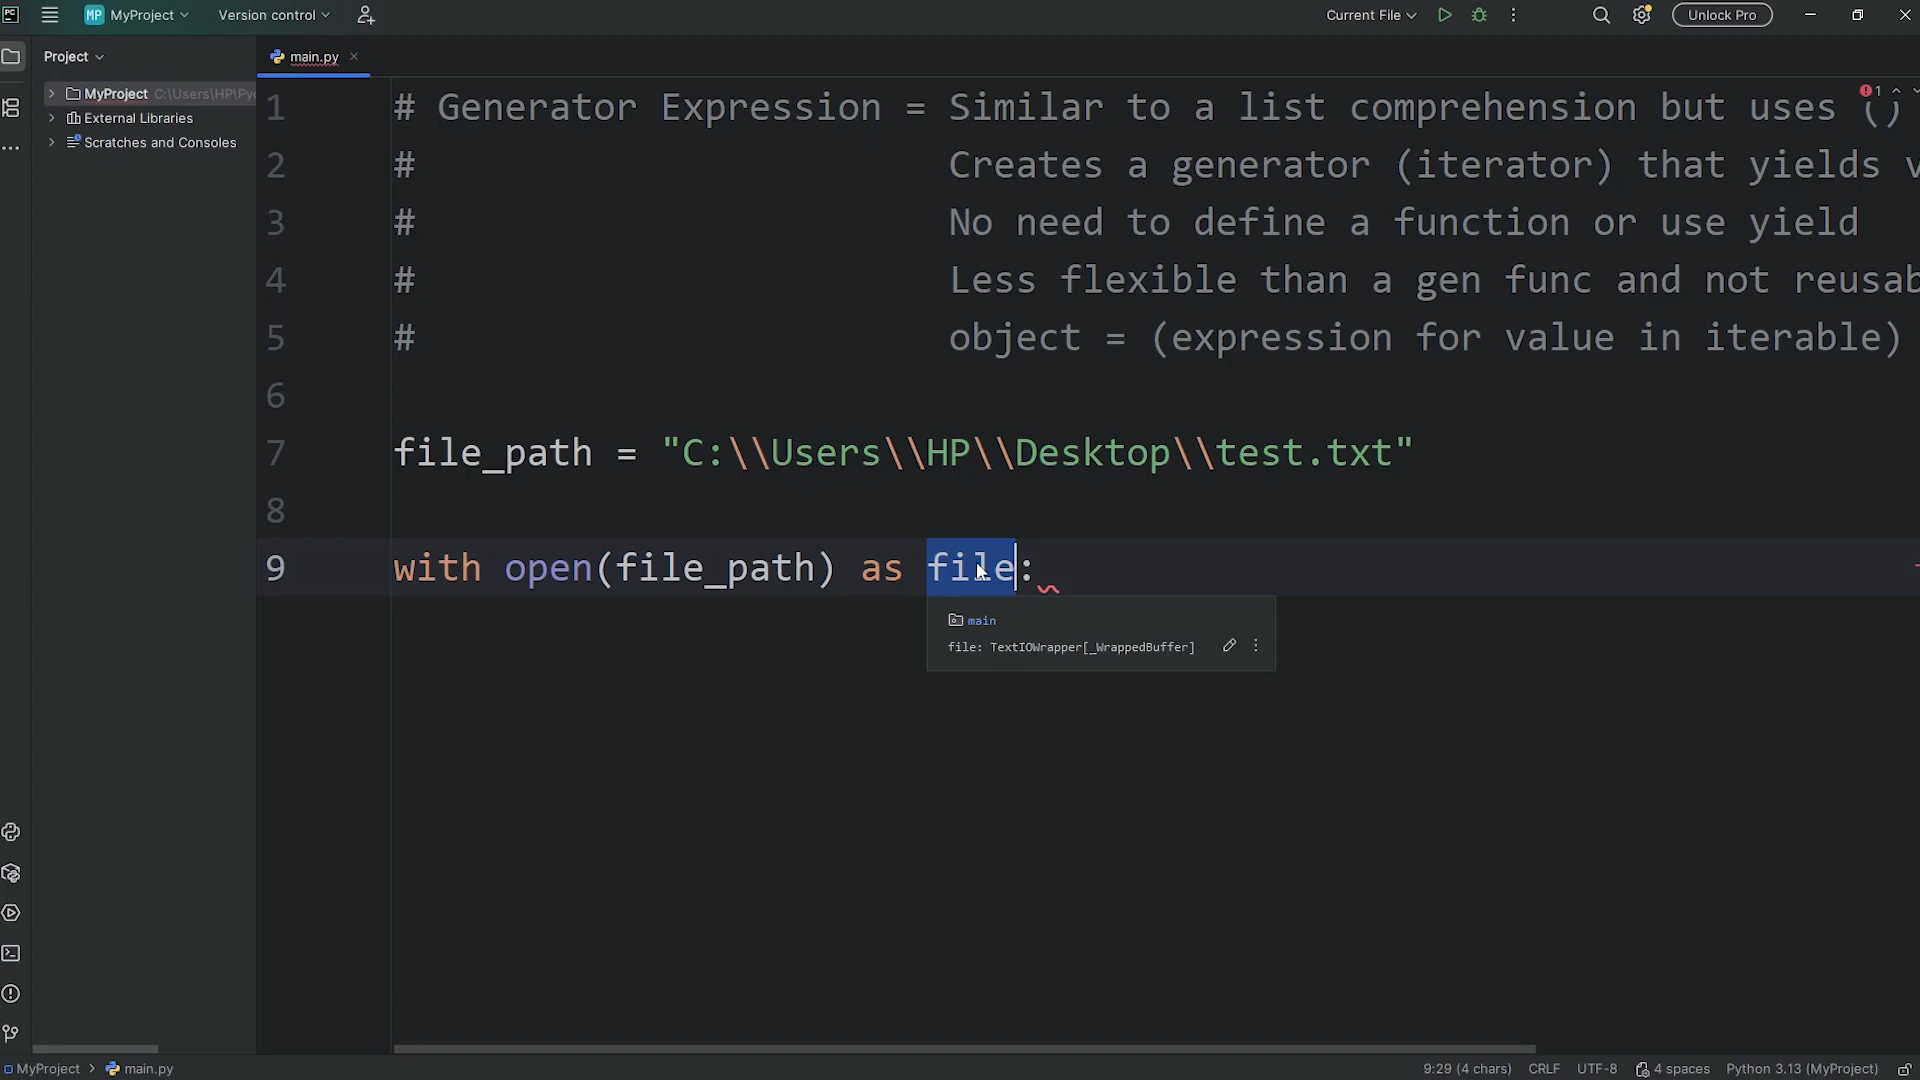 PC MP MyProject Version control Current File Unlock Pro
Project main.py
MyProject C:\Users\HP\Pyc
External Libraries
Scratches and Consoles
1
1 # Generator Expression = Similar to a list comprehension but uses ()
2 # Creates a generator (iterator) that yields v
3 # No need to define a function or use yield
4 # Less flexible than a gen func and not reusab
5 # object = (expression for value in iterable)
6
7 file_path = "C:\\Users\\HP\\Desktop\\test.txt"
8
9 with open(file_path) as file:
main
file: TextIOWrapper[_WrappedBuffer]
MyProject main.py 9:29 (4 chars) CRLF UTF-8 4 spaces Python 3.13 (MyProject)